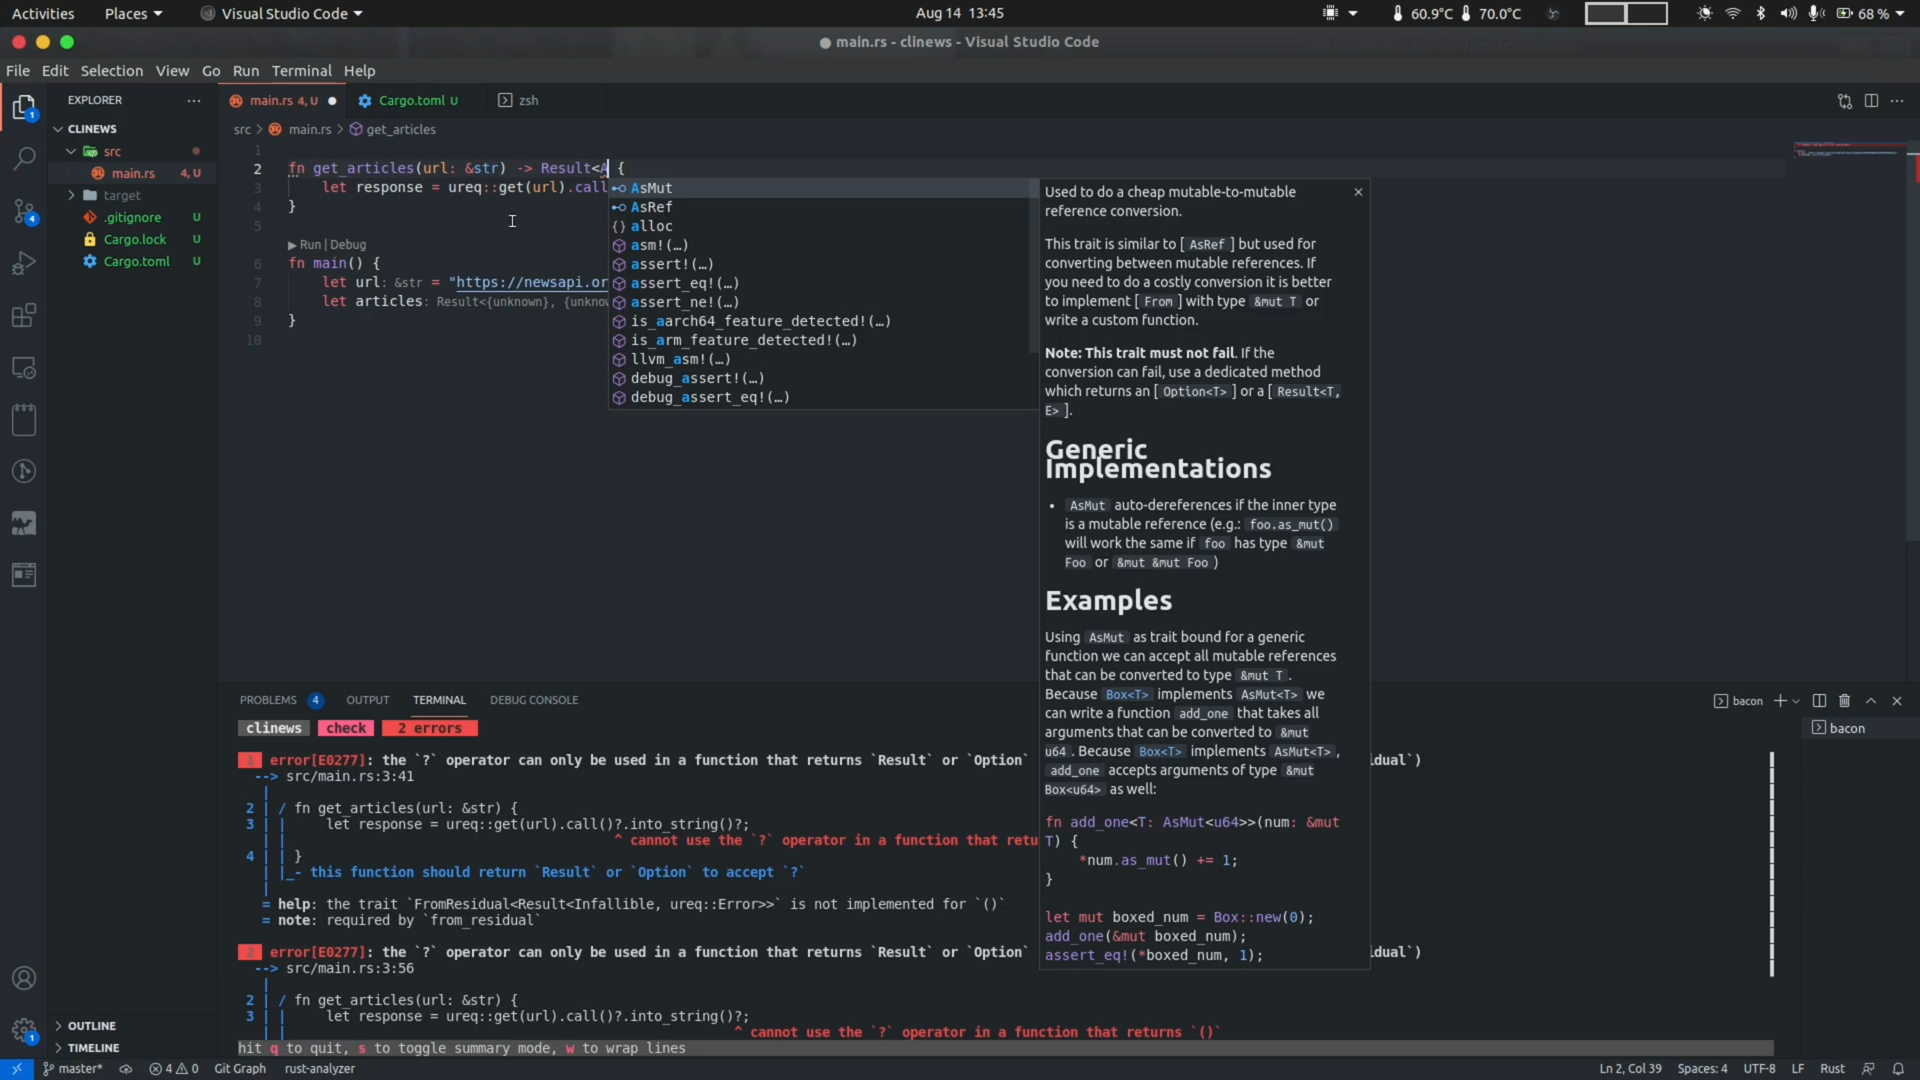 Activities Places Visual Studio Code Aug 14 13:45 60.9°C 70.0°C 68 %
main.rs - clinews - Visual Studio Code
File Edit Selection View Go Run Terminal Help
EXPLORER
CLINEWS
src
main.rs 4, U
target
.gitignore U
Cargo.lock U
Cargo.toml U
OUTLINE
TIMELINE
main.rs 4, U Cargo.toml U zsh
src > main.rs > get_articles
1
2 fn get_articles(url: &str) -> Result<A {
3 let response = ureq::get(url).call
4 }
5
Run | Debug
6 fn main() {
7 let url: &str = "https://newsapi.or
8 let articles: Result<{unknown}, {unknow
9 }
10
AsMut
AsRef
alloc
asm!(…)
assert!(…)
assert_eq!(…)
assert_ne!(…)
is_aarch64_feature_detected!(…)
is_arm_feature_detected!(…)
llvm_asm!(…)
debug_assert!(…)
debug_assert_eq!(…)
Used to do a cheap mutable-to-mutable
reference conversion.
This trait is similar to [ AsRef ] but used for
converting between mutable references. If
you need to do a costly conversion it is better
to implement [ From ] with type &mut T or
write a custom function.
Note: This trait must not fail. If the
conversion can fail, use a dedicated method
which returns an [ Option<T> ] or a [ Result<T,
E> ].
Generic
Implementations
• AsMut auto-dereferences if the inner type
is a mutable reference (e.g.: foo.as_mut()
will work the same if foo has type &mut
Foo or &mut &mut Foo )
Examples
Using AsMut as trait bound for a generic
function we can accept all mutable references
that can be converted to type &mut T .
Because Box<T> implements AsMut<T> we
can write a function add_one that takes all
arguments that can be converted to &mut
u64 . Because Box<T> implements AsMut<T>,
add_one accepts arguments of type &mut
Box<u64> as well:
fn add_one<T: AsMut<u64>>(num: &mut
T) {
*num.as_mut() += 1;
}
let mut boxed_num = Box::new(0);
add_one(&mut boxed_num);
assert_eq!(*boxed_num, 1);
PROBLEMS 4 OUTPUT TERMINAL DEBUG CONSOLE bacon
bacon
clinews check 2 errors
1 error[E0277]: the `?` operator can only be used in a function that returns `Result` or `Option` idual`)
--> src/main.rs:3:41
|
2 | / fn get_articles(url: &str) {
3 | | let response = ureq::get(url).call()?.into_string()?;
| | ^ cannot use the `?` operator in a function that retu
4 | | }
| |_- this function should return `Result` or `Option` to accept `?`
|
= help: the trait `FromResidual<Result<Infallible, ureq::Error>>` is not implemented for `()`
= note: required by `from_residual`
2 error[E0277]: the `?` operator can only be used in a function that returns `Result` or `Option` idual`)
--> src/main.rs:3:56
|
2 | / fn get_articles(url: &str) {
3 | | let response = ureq::get(url).call()?.into_string()?;
| | ^ cannot use the `?` operator in a function that returns `()`
hit q to quit, s to toggle summary mode, w to wrap lines
master* 4 0 Git Graph rust-analyzer Ln 2, Col 39 Spaces: 4 UTF-8 LF Rust